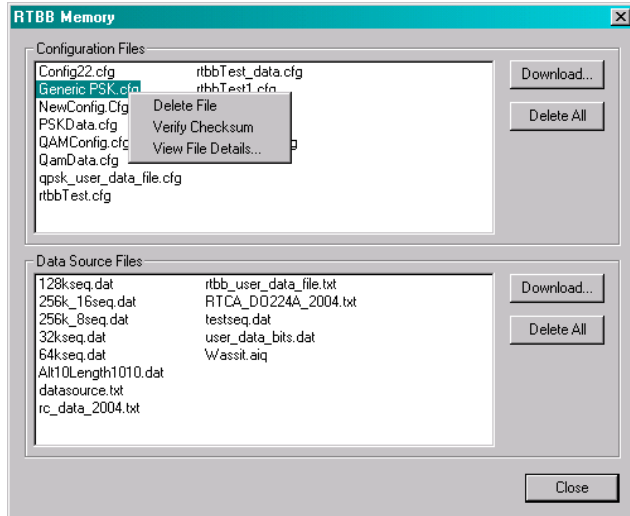 RTBB Memory
Configuration Files
Config22.cfg rtbbTest_data.cfg
Generic PSK.cfg rtbbTest1.cfg
NewConfig.Cfg
PSKData.cfg
QAMConfig.cfg
QamData.cfg
qpsk_user_data_file.cfg
rtbbTest.cfg
Delete File
Verify Checksum
View File Details...
Download...
Delete All
Data Source Files
128kseq.dat rtbb_user_data_file.txt
256k_16seq.dat RTCA_DO224A_2004.txt
256k_8seq.dat testseq.dat
32kseq.dat user_data_bits.dat
64kseq.dat Wassit.aiq
Alt10Length1010.dat
datasource.txt
rc_data_2004.txt
Download...
Delete All
Close